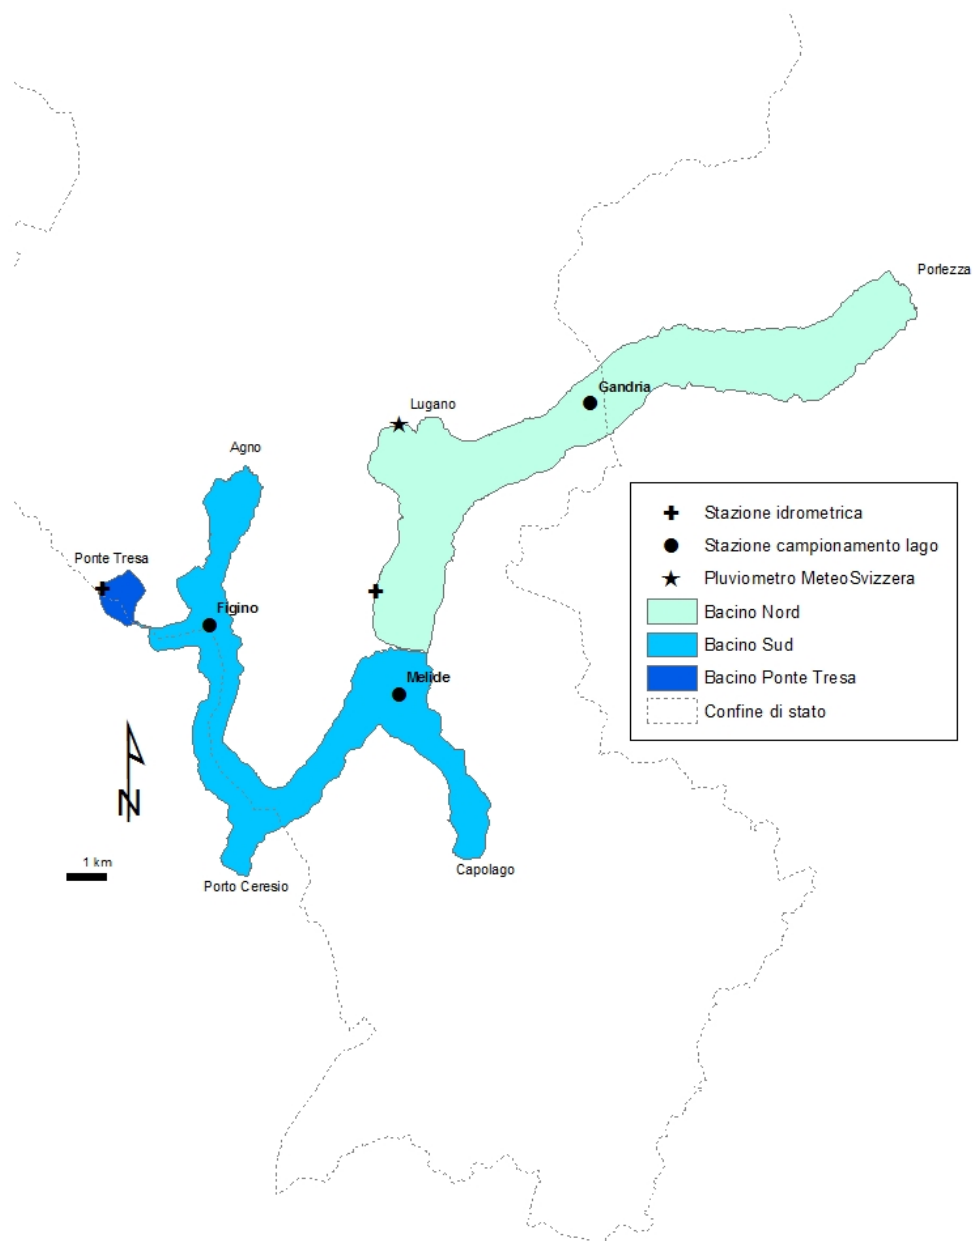 Porlezza
Gandria
Lugano
Agno
Stazione idrometrica
Stazione campionamento lago
Pluviometro MeteoSvizzera
Bacino Nord
Bacino Sud
Bacino Ponte Tresa
Confine di stato
Ponte Tresa
Figino
Melide
N
1 km
Capolago
Porto Ceresio